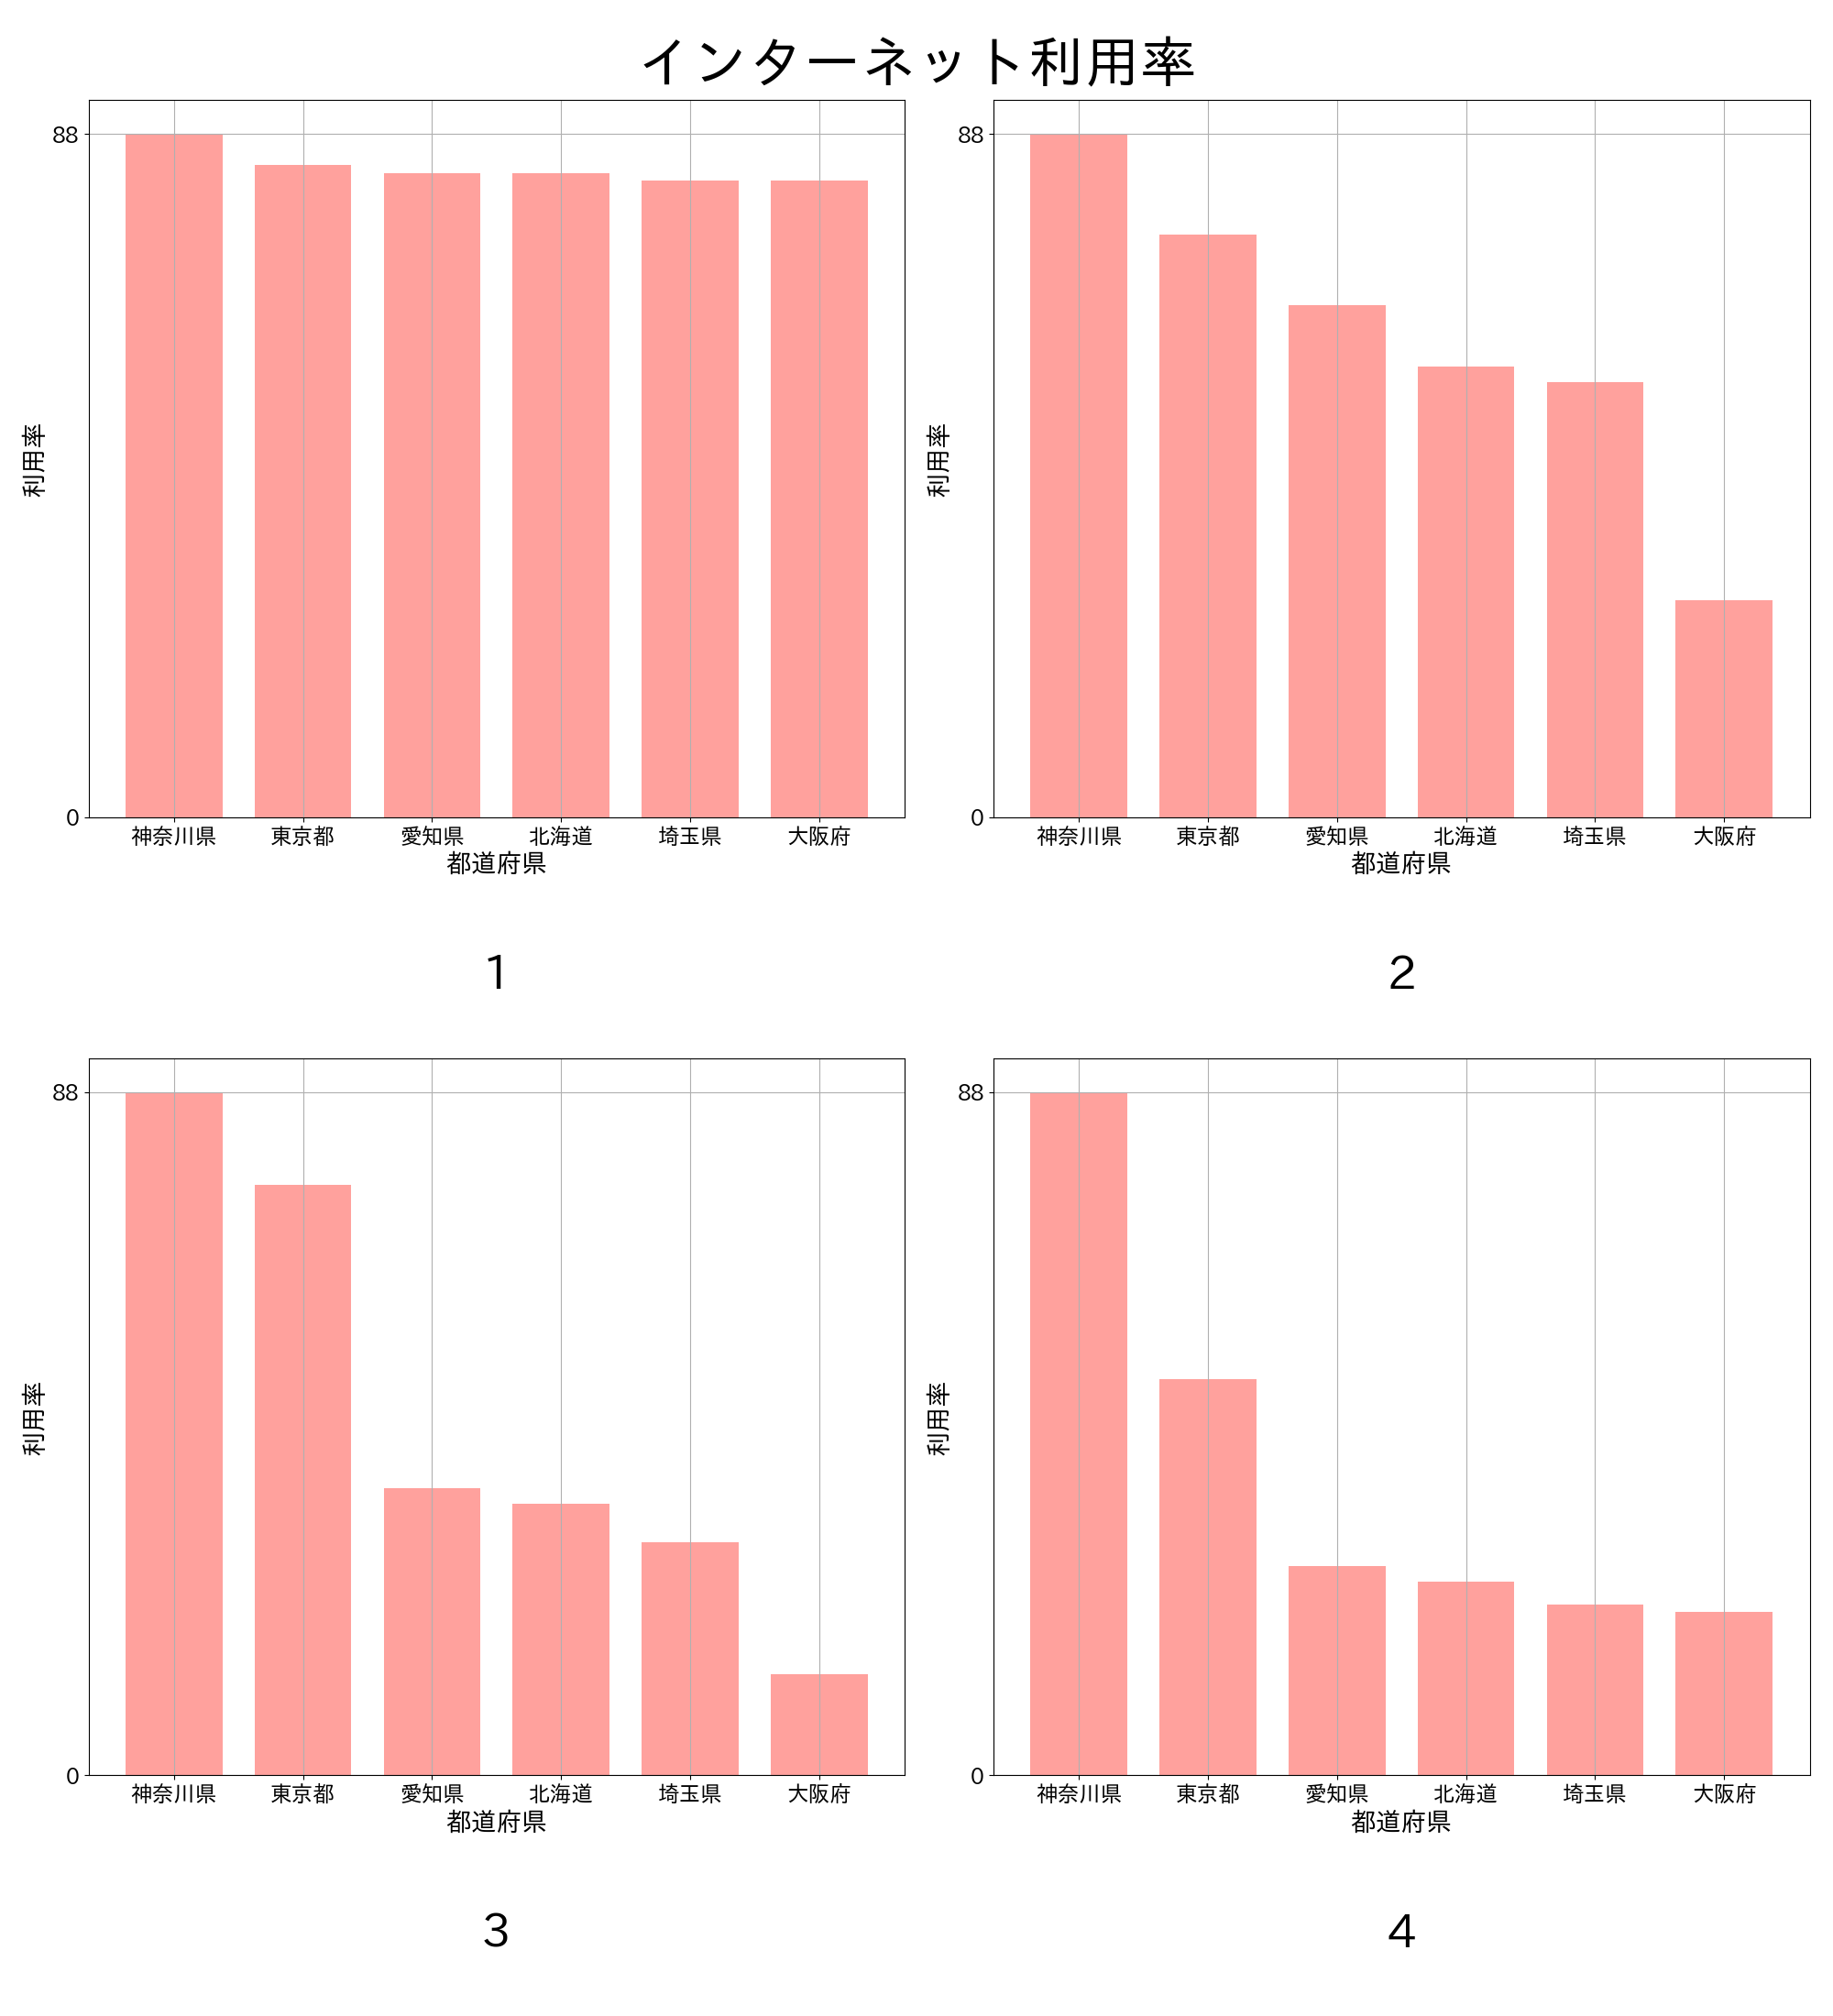 インターネット利用率
88
利用率
0
神奈川県 東京都 愛知県 北海道 埼玉県 大阪府
都道府県
1
88
利用率
0
神奈川県 東京都 愛知県 北海道 埼玉県 大阪府
都道府県
2
88
利用率
0
神奈川県 東京都 愛知県 北海道 埼玉県 大阪府
都道府県
3
88
利用率
0
神奈川県 東京都 愛知県 北海道 埼玉県 大阪府
都道府県
4